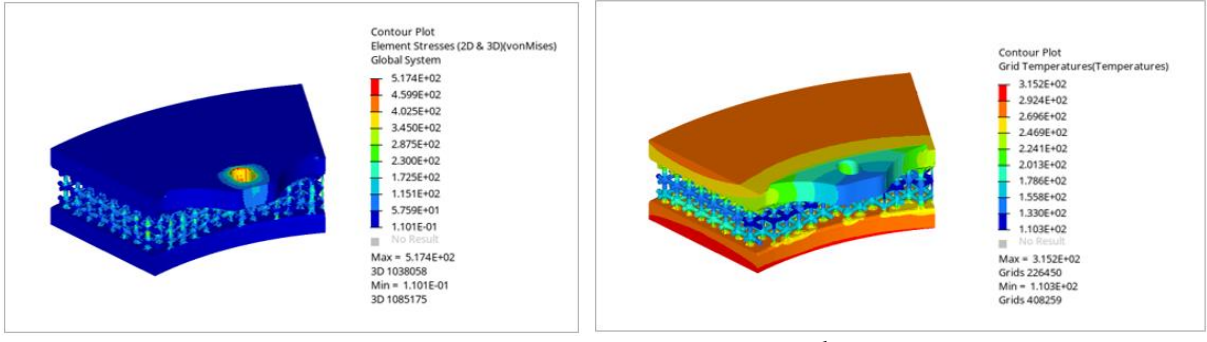 Contour Plot
Element Stresses (2D & 3D)(vonMises)
Global System
5.174E+02
4.599E+02
4.025E+02
3.450E+02
2.875E+02
2.300E+02
1.725E+02
1.151E+02
5.759E+01
1.101E-01
No Result
Max = 5.174E+02
3D 1038058
Min = 1.101E-01
3D 1085175
Contour Plot
Grid Temperatures(Temperatures)
3.152E+02
2.924E+02
2.696E+02
2.469E+02
2.241E+02
2.013E+02
1.786E+02
1.558E+02
1.330E+02
1.103E+02
No Result
Max = 3.152E+02
Grids 226450
Min = 1.103E+02
Grids 408259